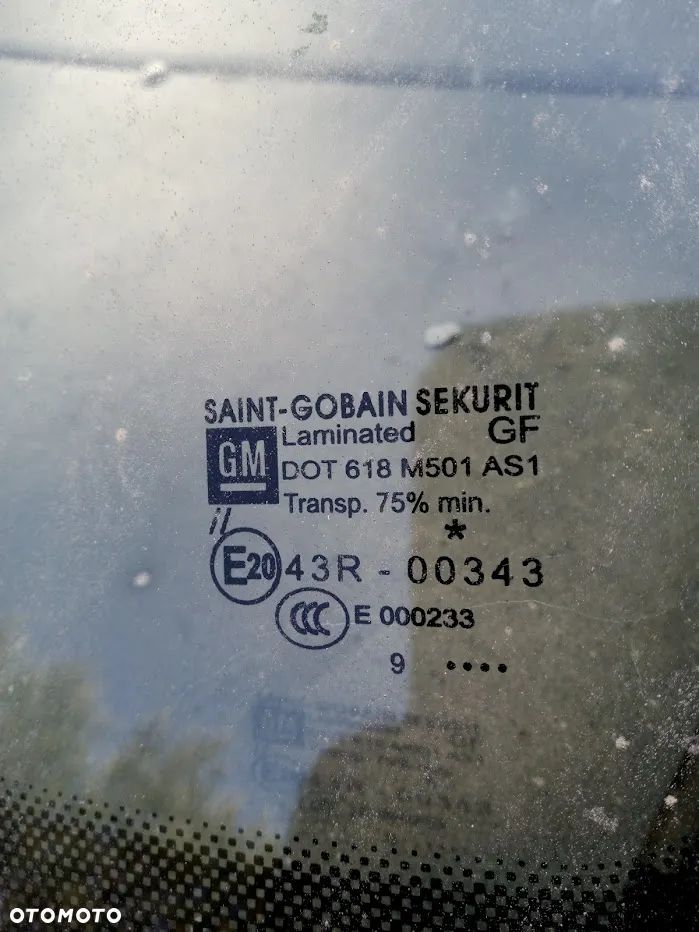 SAINT-GOBAIN SEKURIT
Laminated GF
GM
DOT 618 M501 AS1
Transp. 75% min.
*
//
E20 43R - 00343
CCC E 000233
9 ••••
OTOMOTO